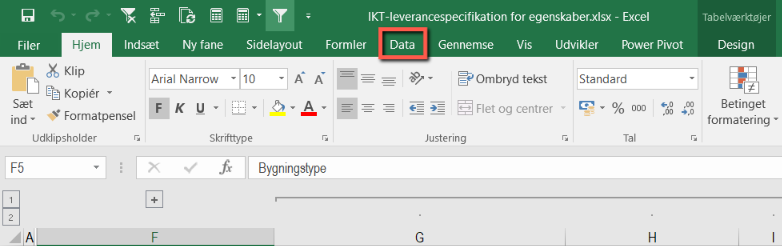 IKT-leverancespecifikation for egenskaber.xlsx - Excel
Tabelværktøjer
Filer Hjem Indsæt Ny fane Sidelayout Formler Data Gennemse Vis Udvikler Power Pivot Design
Klip
Kopiér
Formatpensel
Sæt
ind
Arial Narrow 10 A A
F K U A
Ombryd tekst
Flet og centrer
Standard
% 000
Betinget
formatering
Udklipsholder Skrifttype Justering Tal
F5 fx Bygningstype
1
2
A F G H I